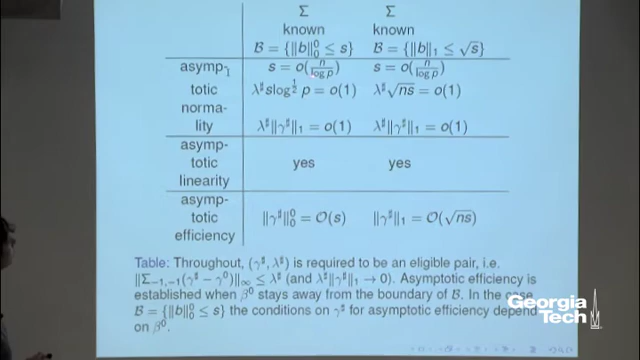 Σ Σ
known known
𝓑 = {‖b‖₀⁰ ≤ s} 𝓑 = {‖b‖₁ ≤ √s}
asymp- s = o(n/log p) s = o(n/log p)
totic λ♯slog^½ p = o(1) λ♯√ns = o(1)
norma-
lity λ♯‖γ♯‖₁ = o(1) λ♯‖γ♯‖₁ = o(1)
asymp-
totic yes yes
linearity
asymp-
totic ‖γ♯‖₀⁰ = 𝒪(s) ‖γ♯‖₁ = 𝒪(√ns)
efficiency
Table: Throughout, (γ♯, λ♯) is required to be an eligible pair, i.e.
‖Σ₋₁,₋₁(γ♯ − γ⁰)‖∞ ≤ λ♯ (and λ♯‖γ♯‖₁ → 0). Asymptotic efficiency is
established when β⁰ stays away from the boundary of 𝓑. In the case
𝓑 = {‖b‖₀⁰ ≤ s} the conditions on γ♯ for asymptotic efficiency depend
on β⁰.
Georgia
Tech